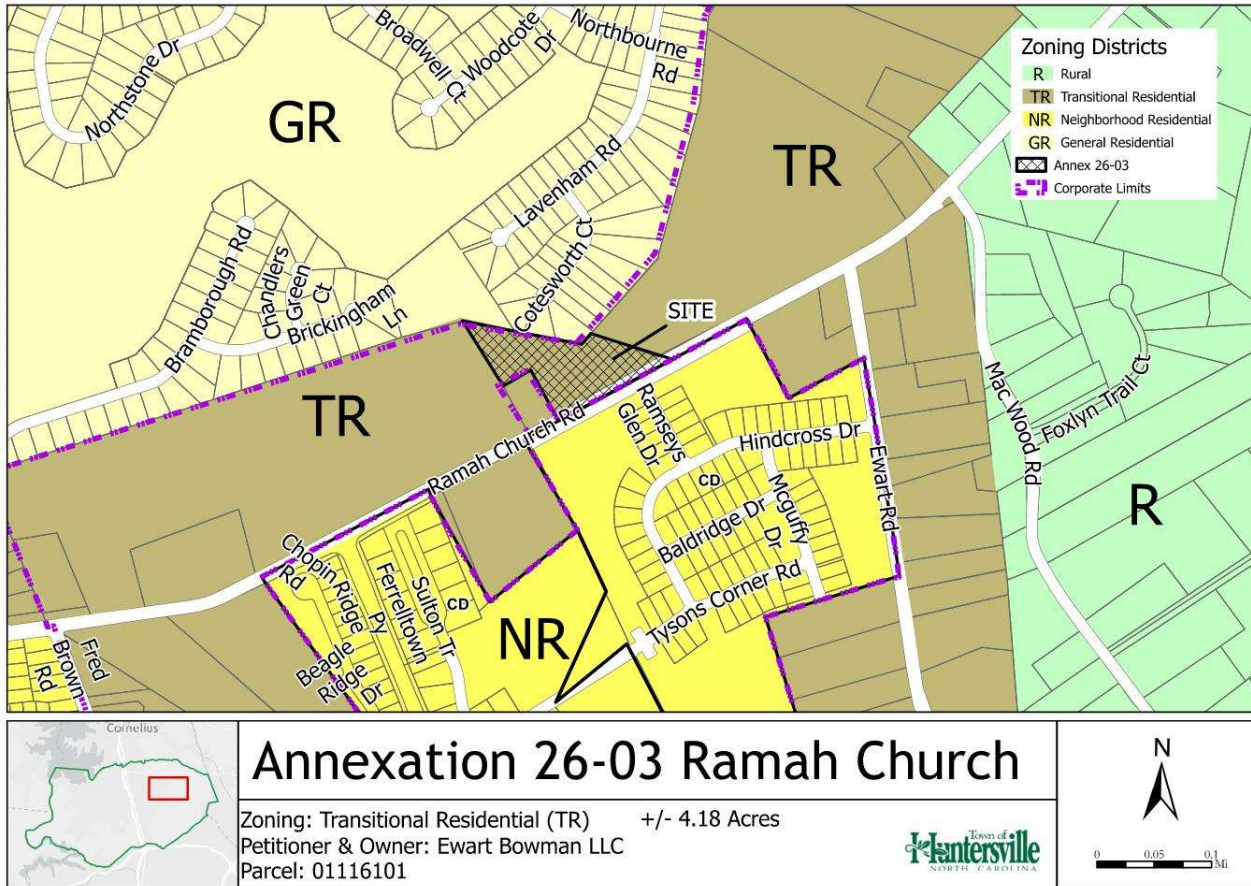 Northstone Dr
Broadwell Ct
Woodcote
Dr
Northbourne
Rd
GR
TR
Zoning Districts
R Rural
TR Transitional Residential
NR Neighborhood Residential
GR General Residential
Annex 26-03
Corporate Limits
Lavenham Rd
Cotesworth Ct
Bramborough Rd
Chandlers
Green
Ct
Brickingham
Ln
SITE
TR
Ramah Church Rd
Ramseys
Glen Dr
Hindcross Dr
CD
Baldridge Dr
Mcguffy
Dr
Tysons Corner Rd
Ewart Rd
Mac Wood Rd
Foxlyn Trail Ct
R
Chopin Ridge
Rd
Ferrelltown
Py
Sulton Tr
CD
Beagle
Ridge Dr
NR
Fred
Brown
Rd
Cornelius
Annexation 26-03 Ramah Church
Zoning: Transitional Residential (TR) +/- 4.18 Acres
Petitioner & Owner: Ewart Bowman LLC
Parcel: 01116101
Town of
Huntersville
NORTH CAROLINA
N
0 0.05 0.1
Mi